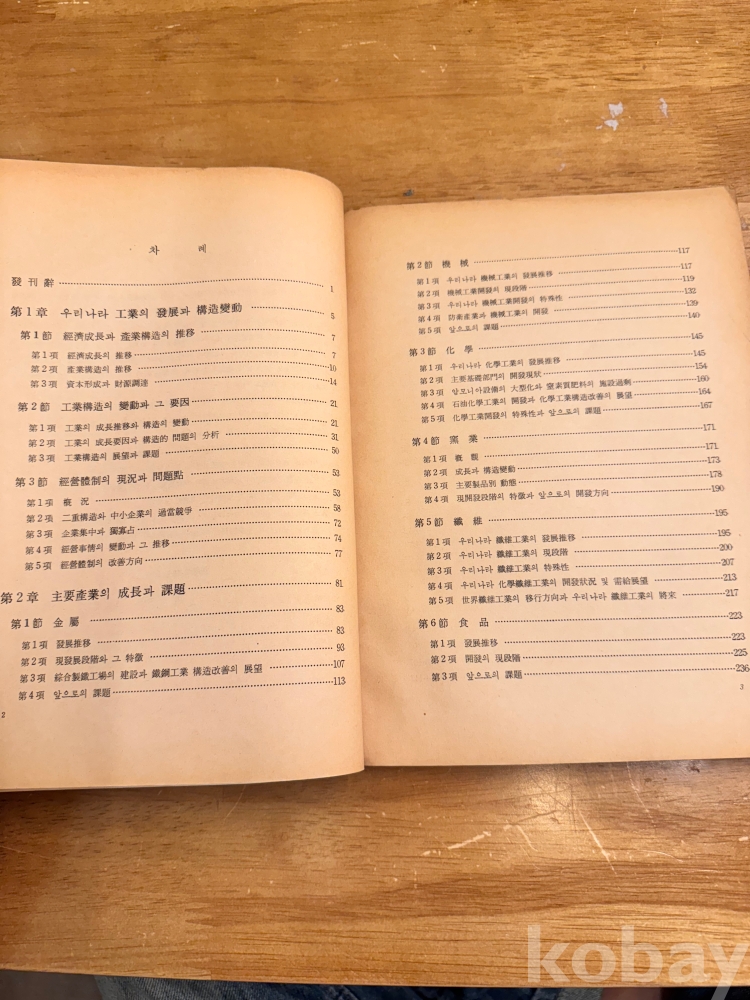 차 례
發刊辭 1
第1章 우리나라 工業의 發展과 構造變動 5
第1節 經濟成長과 產業構造의 推移 7
第1項 經濟成長의 推移 7
第2項 產業構造의 推移 10
第3項 資本形成과 財源調達 14
第2節 工業構造의 變動과 그 要因 21
第1項 工業의 成長推移와 構造의 變動 21
第2項 工業의 成長要因과 構造的 問題의 分析 31
第3項 工業構造의 展望과 課題 50
第3節 經營體制의 現況과 問題點 53
第1項 槪 況 53
第2項 二重構造와 中小企業의 過當競爭 58
第3項 企業集中과 獨寡占 72
第4項 經營事情의 變動과 그 推移 74
第5項 經營體制의 改善方向 77
第2章 主要產業의 成長과 課題 81
第1節 金屬 83
第1項 發展推移 83
第2項 現發展段階와 그 特徵 93
第3項 綜合製鐵工場의 建設과 鐵鋼工業 構造改善의 展望 107
第4項 앞으로의 課題 113
2
第2節 機械 117
第1項 우리나라 機械工業의 發展推移 117
第2項 機械工業開發의 現段階 119
第3項 우리나라 機械工業開發의 特殊性 132
第4項 防衛產業과 機械工業의 開發 139
第5項 앞으로의 課題 140
第3節 化學 145
第1項 우리나라 化學工業의 發展推移 145
第2項 主要基礎部門의 開發現狀 154
第3項 암모니아設備의 大型化와 窒素質肥料의 施設過剩 160
第4項 石油化學工業의 開發과 化學工業構造改善의 展望 164
第5項 化學工業開發의 特殊性과 앞으로의 課題 167
第4節 窯業 171
第1項 槪觀 171
第2項 成長과 構造變動 173
第3項 主要製品別 動態 178
第4項 現開發段階의 特徵과 앞으로의 開發方向 190
第5節 纖維 195
第1項 우리나라 纖維工業의 發展推移 195
第2項 우리나라 纖維工業의 現段階 200
第3項 우리나라 纖維工業의 特殊性 207
第4項 우리나라 化學纖維工業의 開發狀況 및 需給展望 213
第5項 世界纖維工業의 移行方向과 우리나라 纖維工業의 將來 217
第6節 食品 223
第1項 發展推移 223
第2項 開發의 現段階 225
第3項 앞으로의 課題 236
3
kobay